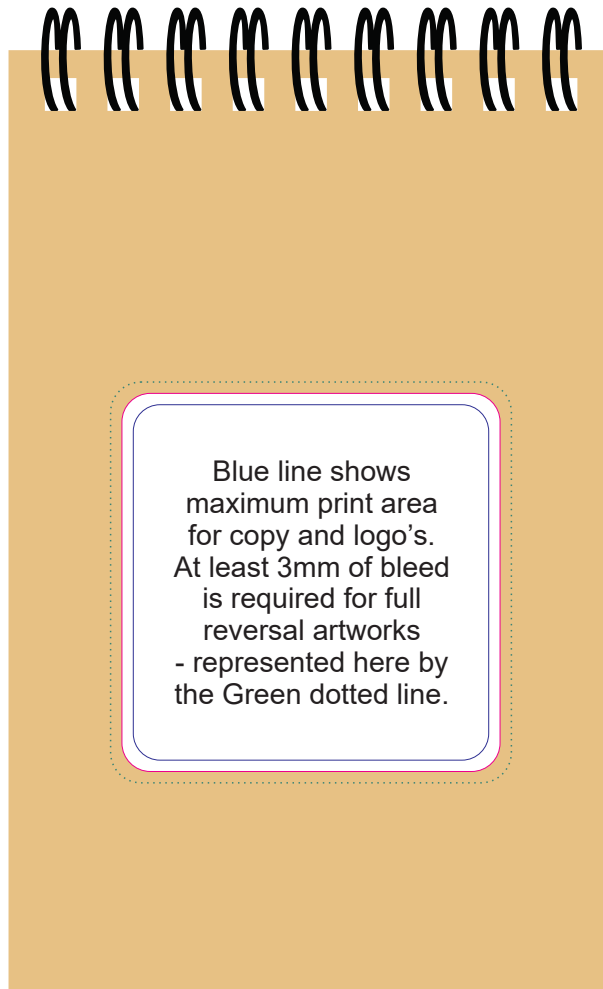 Blue line shows
maximum print area
for copy and logo’s.
At least 3mm of bleed
is required for full
reversal artworks
- represented here by
the Green dotted line.